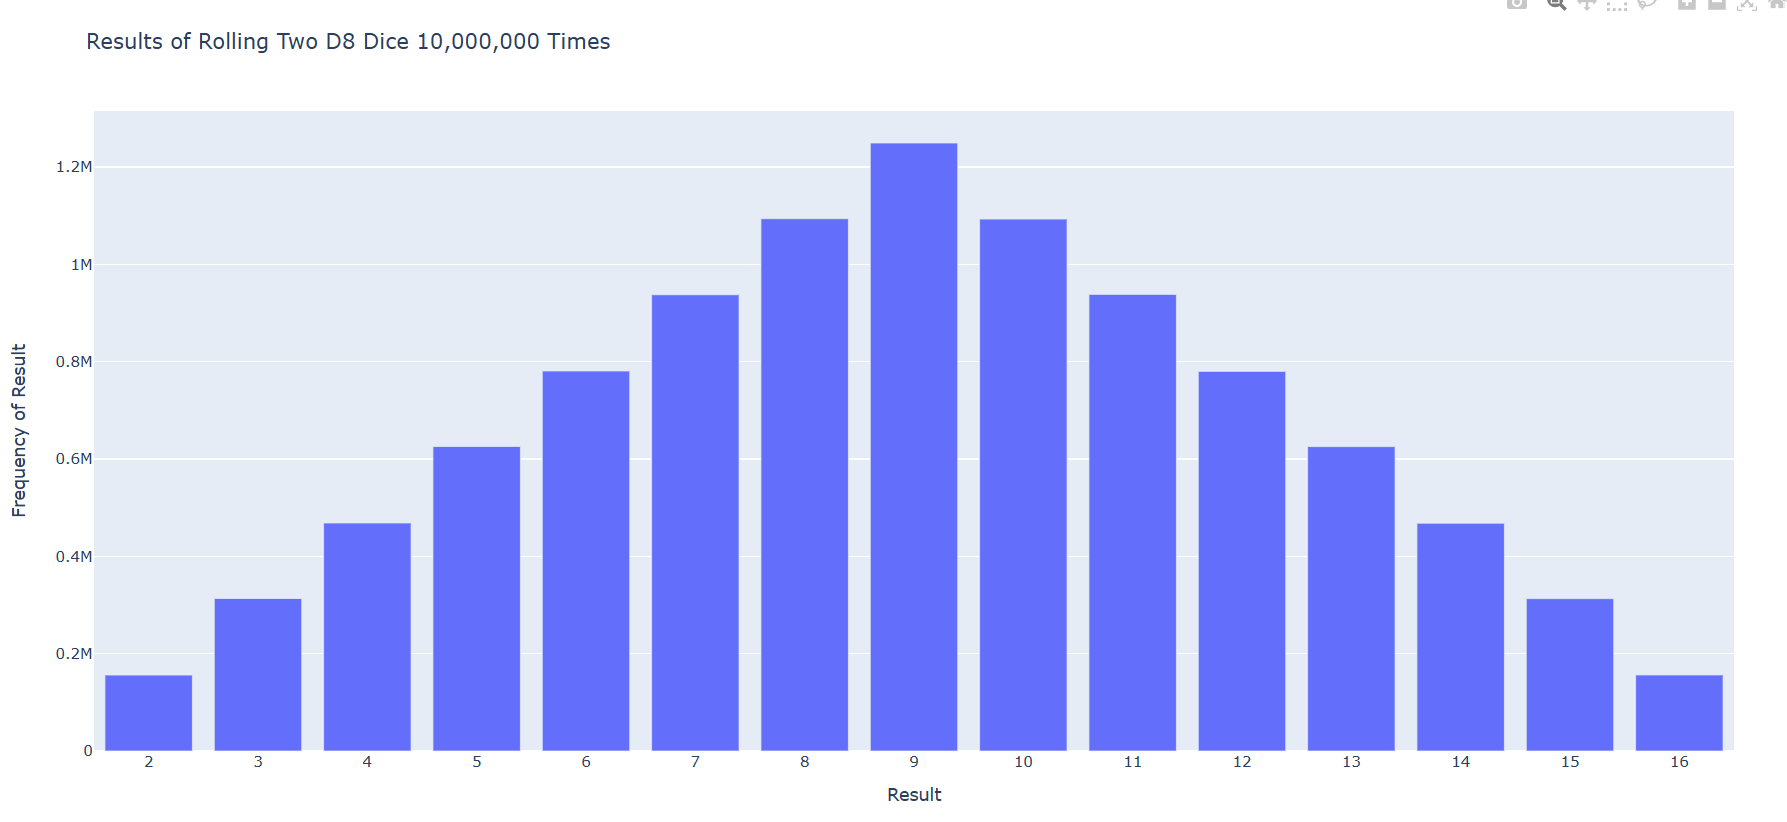 Results of Rolling Two D8 Dice 10,000,000 Times
1.2M
1M
0.8M
0.6M
0.4M
0.2M
0
Frequency of Result
2 3 4 5 6 7 8 9 10 11 12 13 14 15 16
Result